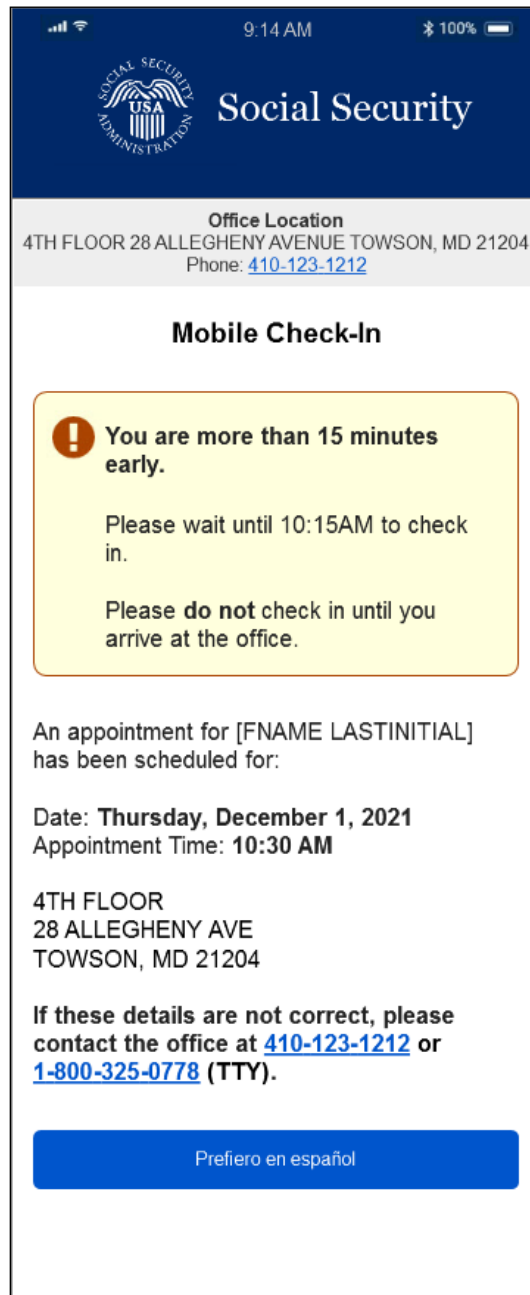 9:14 AM
100%
SOCIAL SECURITY ADMINISTRATION
USA
Social Security
Office Location
4TH FLOOR 28 ALLEGHENY AVENUE TOWSON, MD 21204
Phone: 410-123-1212
Mobile Check-In
You are more than 15 minutes
early.
Please wait until 10:15AM to check
in.
Please do not check in until you
arrive at the office.
An appointment for [FNAME LASTINITIAL]
has been scheduled for:
Date: Thursday, December 1, 2021
Appointment Time: 10:30 AM
4TH FLOOR
28 ALLEGHENY AVE
TOWSON, MD 21204
If these details are not correct, please
contact the office at 410-123-1212 or
1-800-325-0778 (TTY).
Prefiero en español